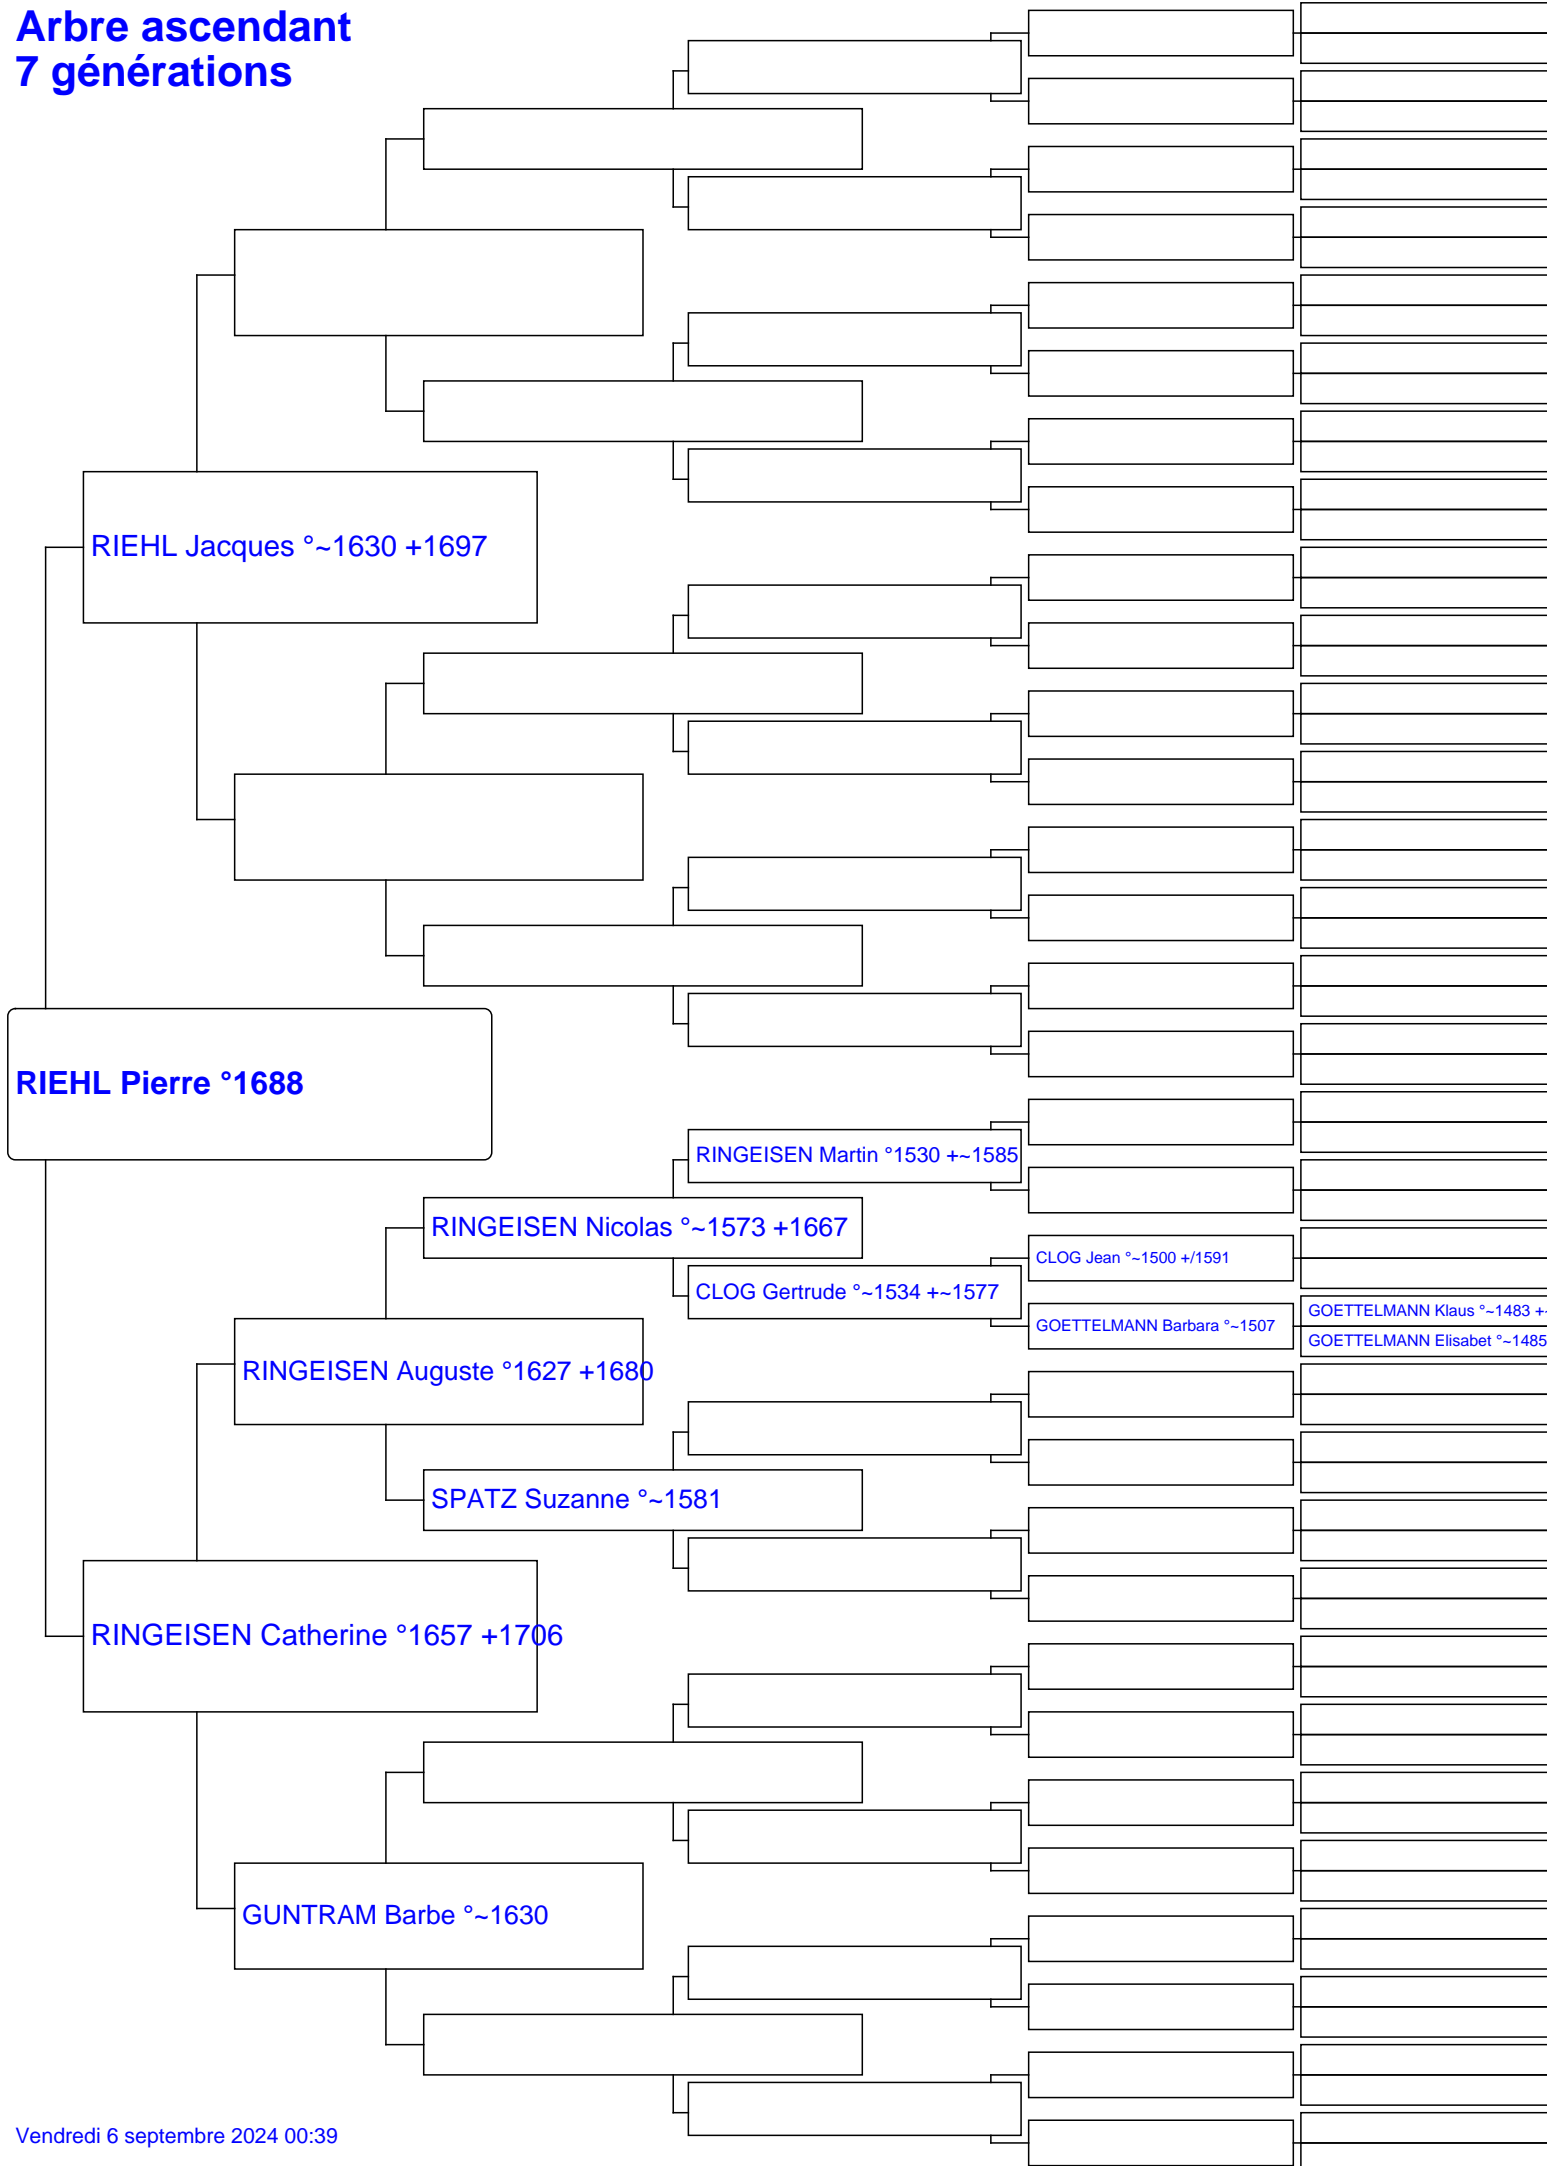 Arbre ascendant
7 générations
RIEHL Jacques °~1630 +1697
RIEHL Pierre °1688
RINGEISEN Martin °1530 +~1585
RINGEISEN Nicolas °~1573 +1667
CLOG Jean °~1500 +/1591
CLOG Gertrude °~1534 +~1577
GOETTELMANN Klaus °~1483 +~
GOETTELMANN Barbara °~1507
GOETTELMANN Elisabet °~1485
RINGEISEN Auguste °1627 +1680
SPATZ Suzanne °~1581
RINGEISEN Catherine °1657 +1706
GUNTRAM Barbe °~1630
Vendredi 6 septembre 2024 00:39